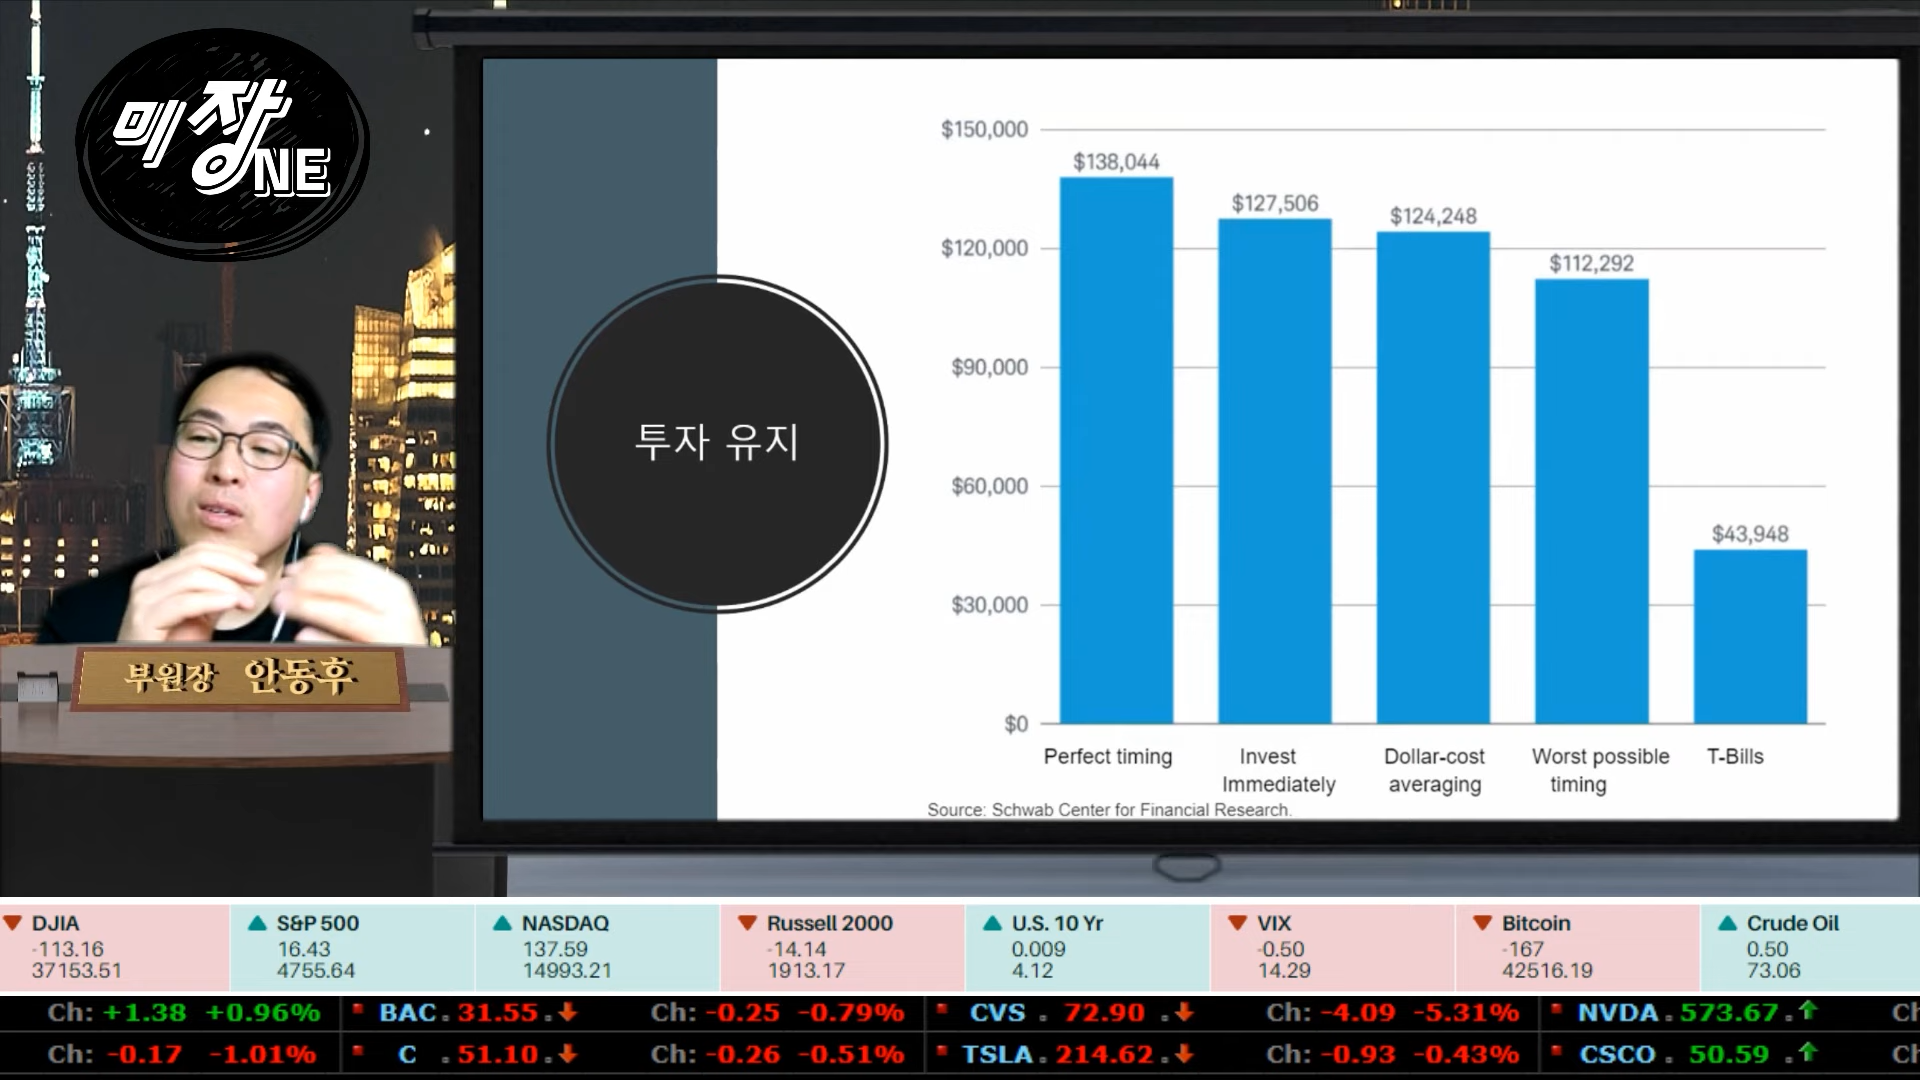 미장NE
투자 유지
$150,000
$120,000
$90,000
$60,000
$30,000
$0
$138,044
$127,506
$124,248
$112,292
$43,948
Perfect timing
Invest Immediately
Dollar-cost averaging
Worst possible timing
T-Bills
Source: Schwab Center for Financial Research.
부원장 안동후
DJIA
-113.16
37153.51
S&P 500
16.43
4755.64
NASDAQ
137.59
14993.21
Russell 2000
-14.14
1913.17
U.S. 10 Yr
0.009
4.12
VIX
-0.50
14.29
Bitcoin
-167
42516.19
Crude Oil
0.50
73.06
Ch: +1.38 +0.96% BAC. 31.55. Ch: -0.25 -0.79% CVS . 72.90 . Ch: -4.09 -5.31% NVDA. 573.67.
Ch: -0.17 -1.01% C . 51.10. Ch: -0.26 -0.51% TSLA. 214.62. Ch: -0.93 -0.43% CSCO . 50.59 .